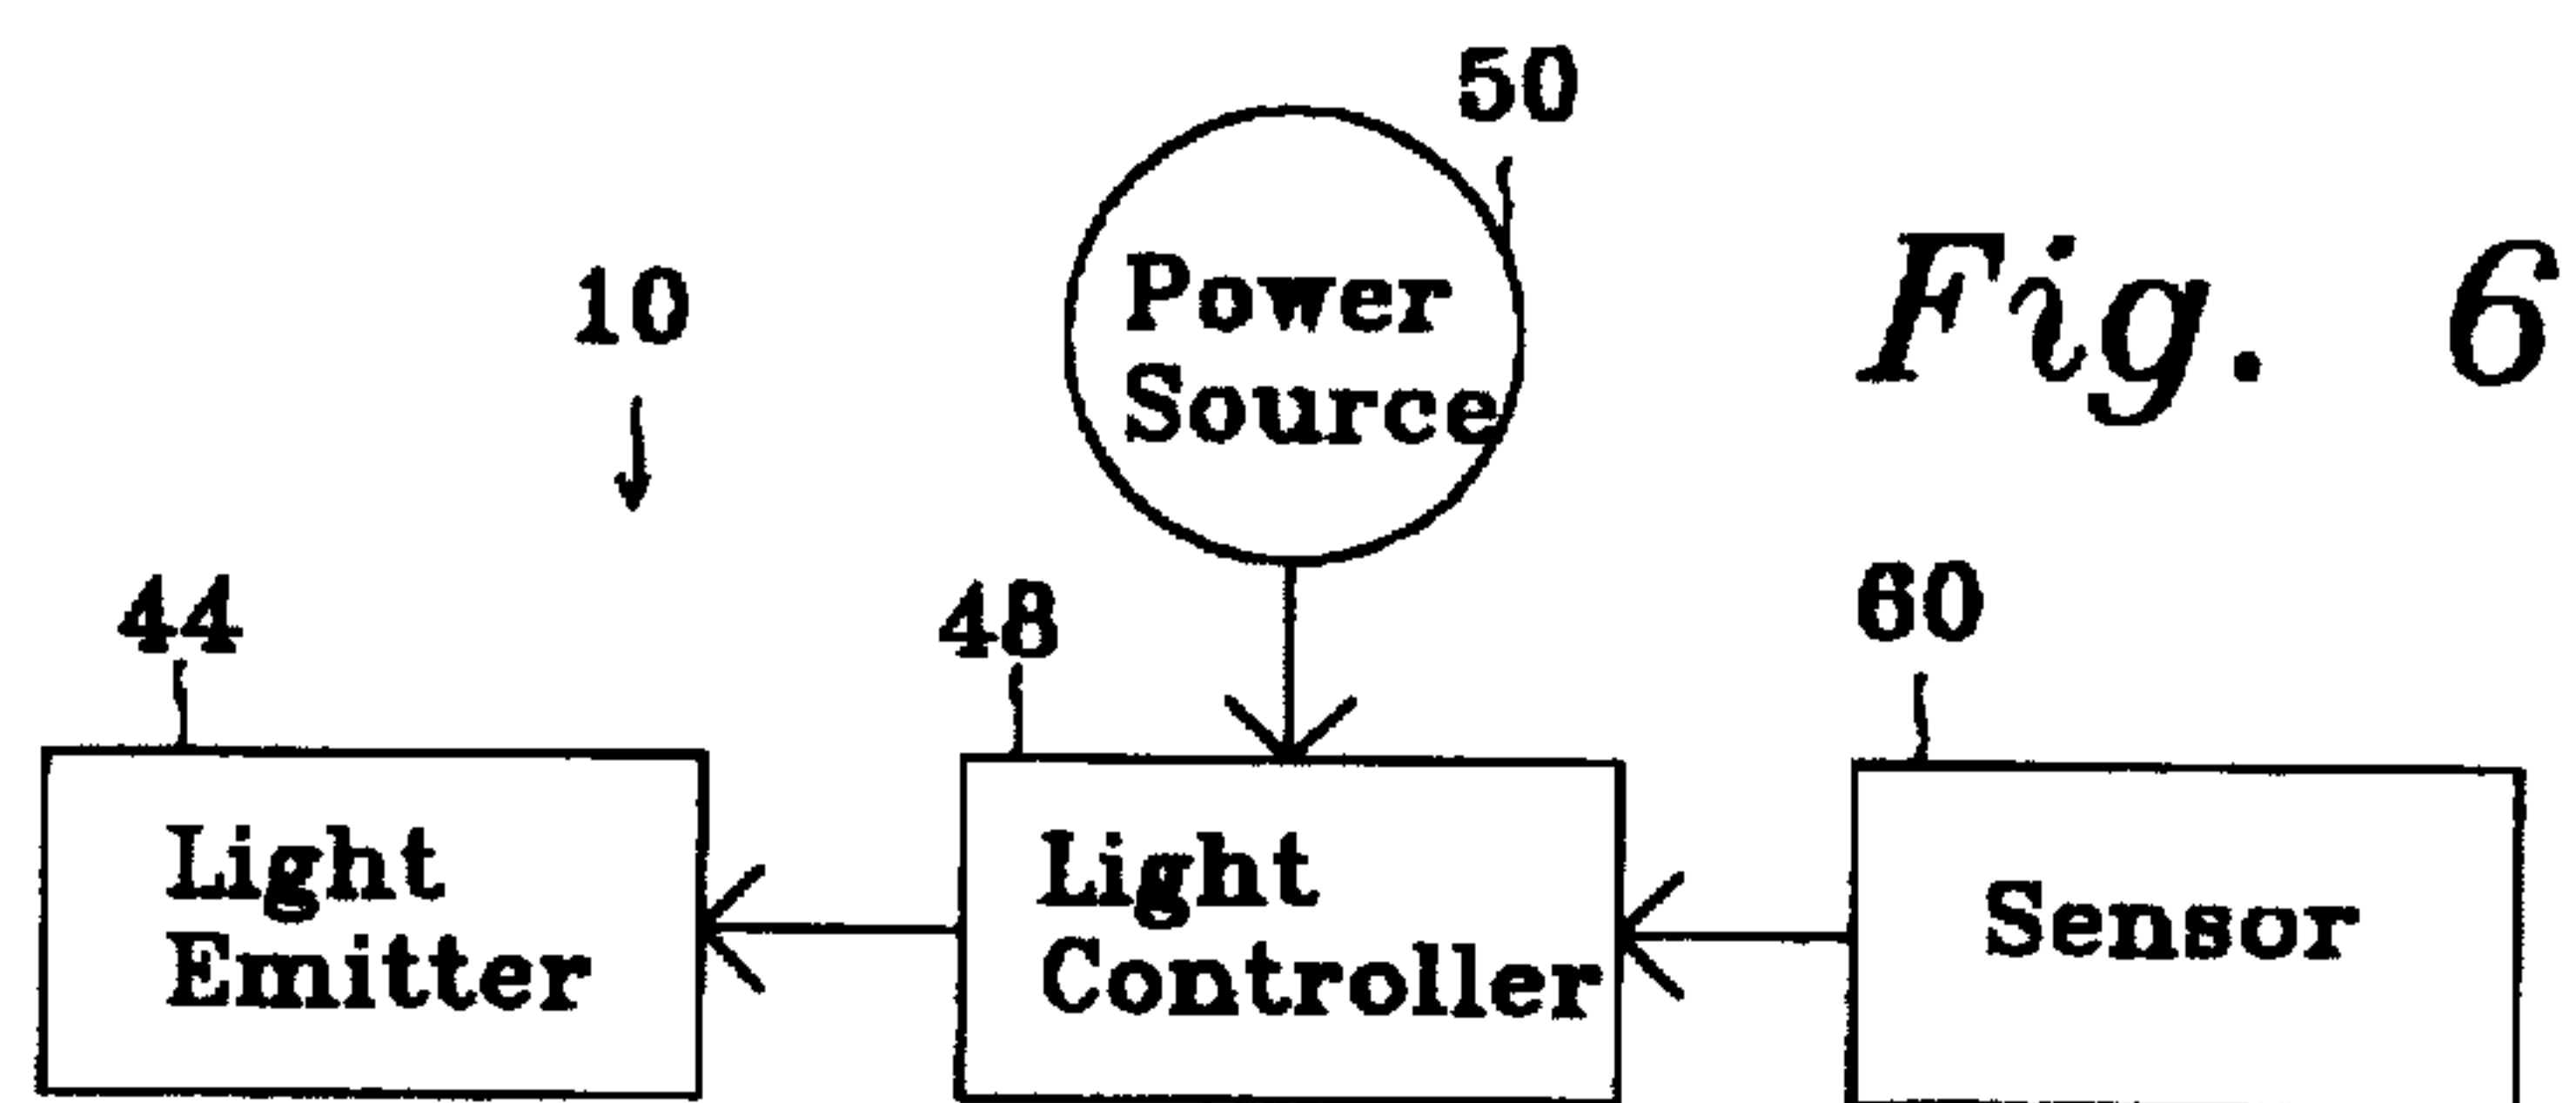 50
Fig. 6
10
Power
Source
44
48
60
Light
Emitter
Light
Controller
Sensor